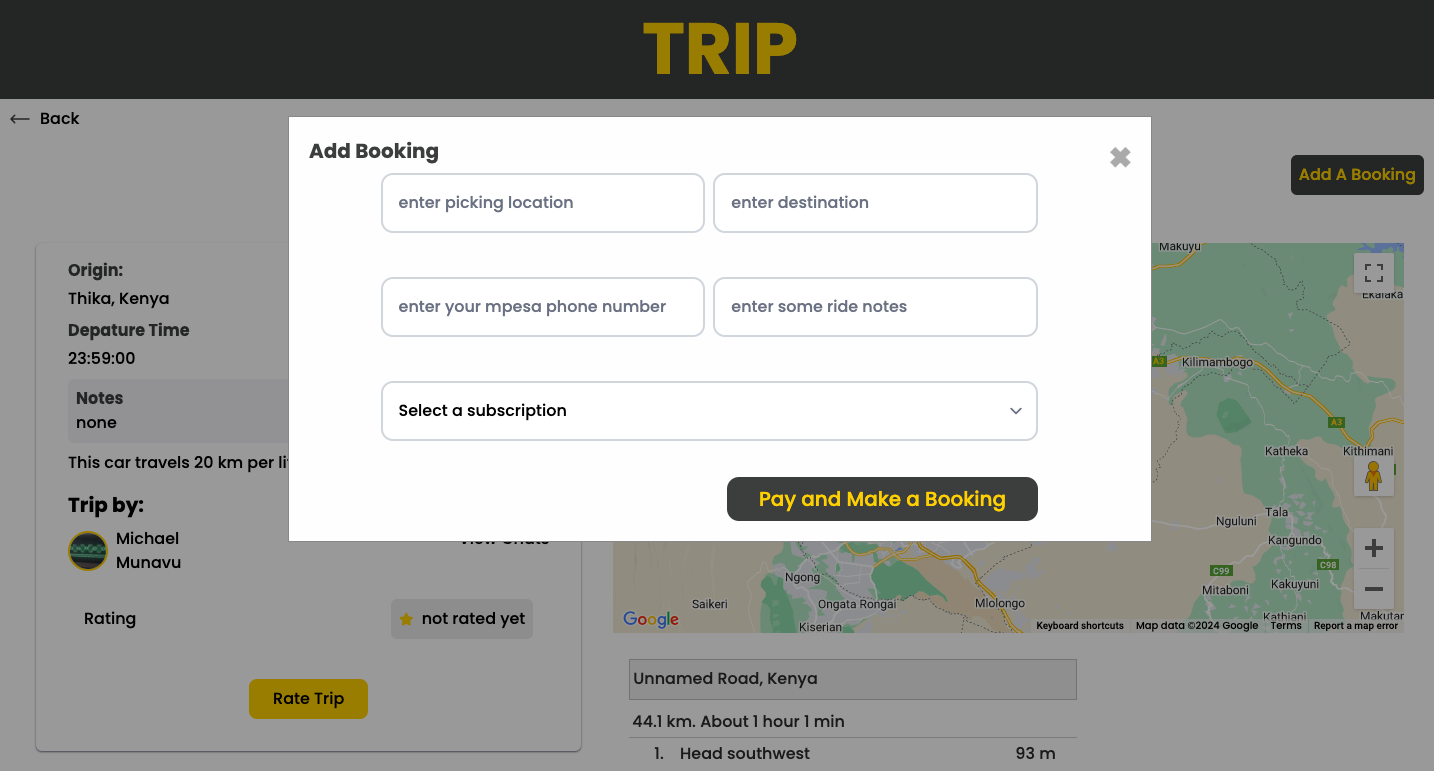 TRIP
Back
Add Booking
✖
Add A Booking
enter picking location
enter destination
enter your mpesa phone number
enter some ride notes
Select a subscription
Pay and Make a Booking
Origin:
Thika, Kenya
Depature Time
23:59:00
Notes
none
This car travels 20 km per li
Trip by:
Michael
Munavu
View Chats
Rating
not rated yet
Rate Trip
Makuyu
Ekalaka
A3
Kilimambogo
A3
Katheka
Kithimani
Tala
Nguluni
Kangundo
C99
C98
Mitaboni
Kakuyuni
Ngong
Saikeri
Ongata Rongai
Mlolongo
Kiserian
Kathiani
Makutan
Google
Keyboard shortcuts
Map data ©2024 Google
Terms
Report a map error
Unnamed Road, Kenya
44.1 km. About 1 hour 1 min
1. Head southwest 93 m